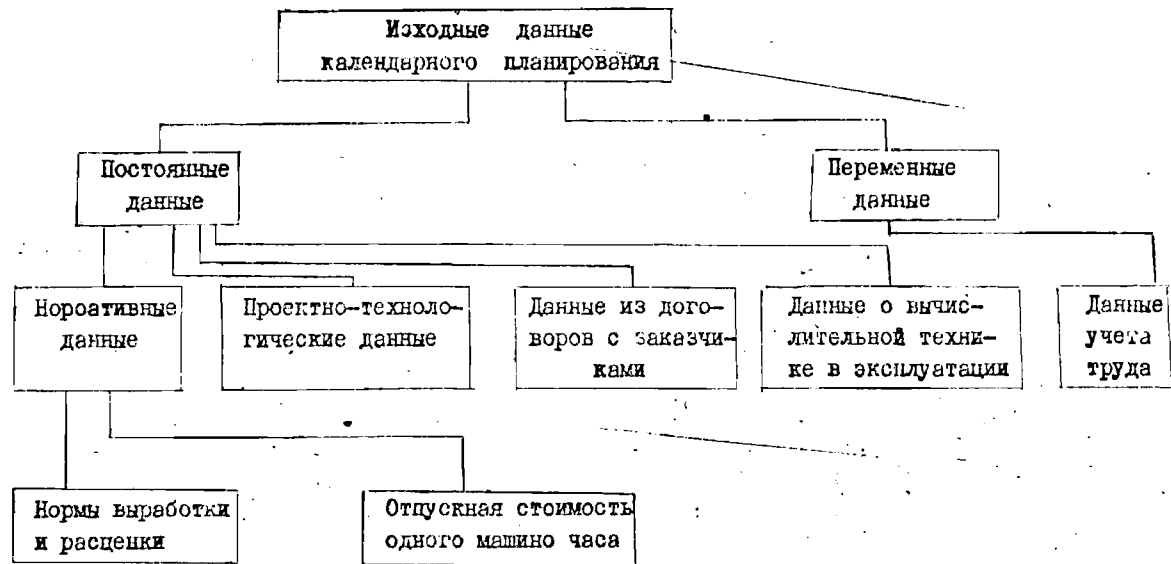 Изходные данные
календарного планирования
Постоянные
данные
Переменные
данные
Нороативные
данные
Проектно-техноло-
гические данные
Данные из дого-
воров с заказчи-
ками
Данные о вычис-
лительной техни-
ке в эксплуатации
Данные
учета
труда
Нормы выработки
и расценки
Отпускная стоимость
одного машино часа